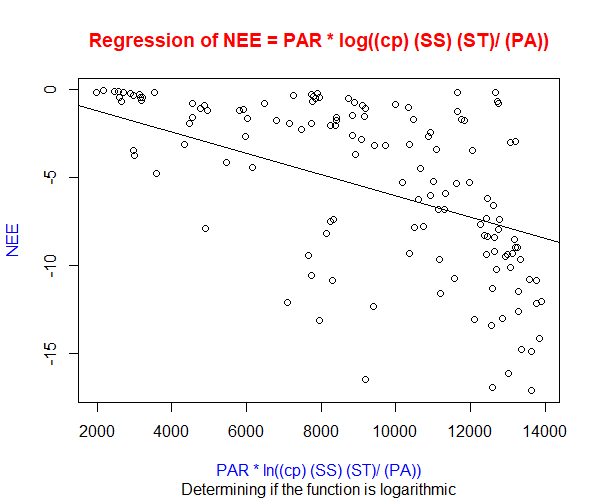 Regression of NEE = PAR * log((cp) (SS) (ST)/ (PA))
NEE
0
-5
-10
-15
2000 4000 6000 8000 10000 12000 14000
PAR * ln((cp) (SS) (ST)/ (PA))
Determining if the function is logarithmic